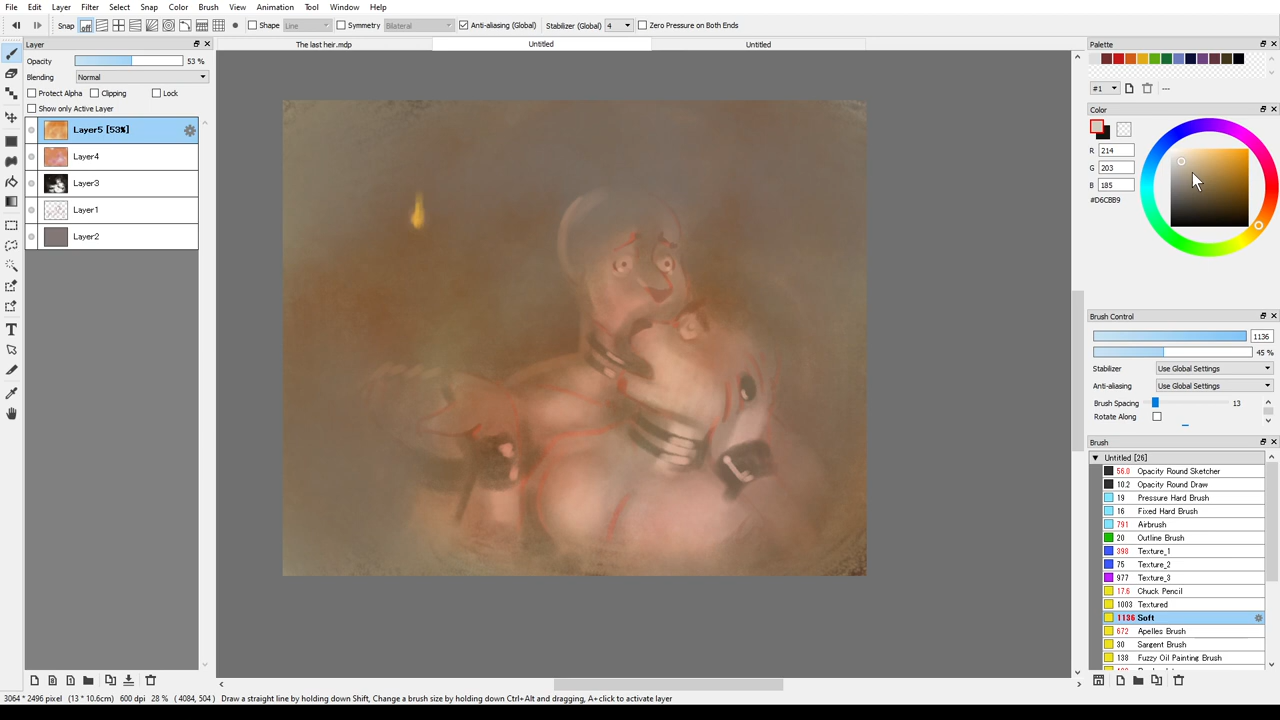 File Edit Layer Filter Select Snap Color Brush View Animation Tool Window Help
Snap off Shape Line Symmetry Bilateral Anti-aliasing (Global) Stabilizer (Global) 4 Zero Pressure on Both Ends
Layer
The last heir.mdp Untitled Untitled
Palette
Opacity 53 %
Blending Normal
Protect Alpha Clipping Lock
Show only Active Layer
Layer5 [53%]
Layer4
Layer3
Layer1
Layer2
#1 ---
Color
R 214
G 203
B 185
#D6CBB9
Brush Control
1136
45 %
Stabilizer Use Global Settings
Anti-aliasing Use Global Settings
Brush Spacing 13
Rotate Along
Brush
Untitled [26]
56.0 Opacity Round Sketcher
10.2 Opacity Round Draw
19 Pressure Hard Brush
16 Fixed Hard Brush
791 Airbrush
20 Outline Brush
398 Texture_1
75 Texture_2
977 Texture_3
17.6 Chuck Pencil
1003 Textured
1136 Soft
672 Apelles Brush
30 Sargent Brush
138 Fuzzy Oil Painting Brush
3064 * 2496 pixel (13 * 10.6cm) 600 dpi 28 % ( 4084, 504 ) Draw a straight line by holding down Shift, Change a brush size by holding down Ctrl+Alt and dragging, A+click to activate layer